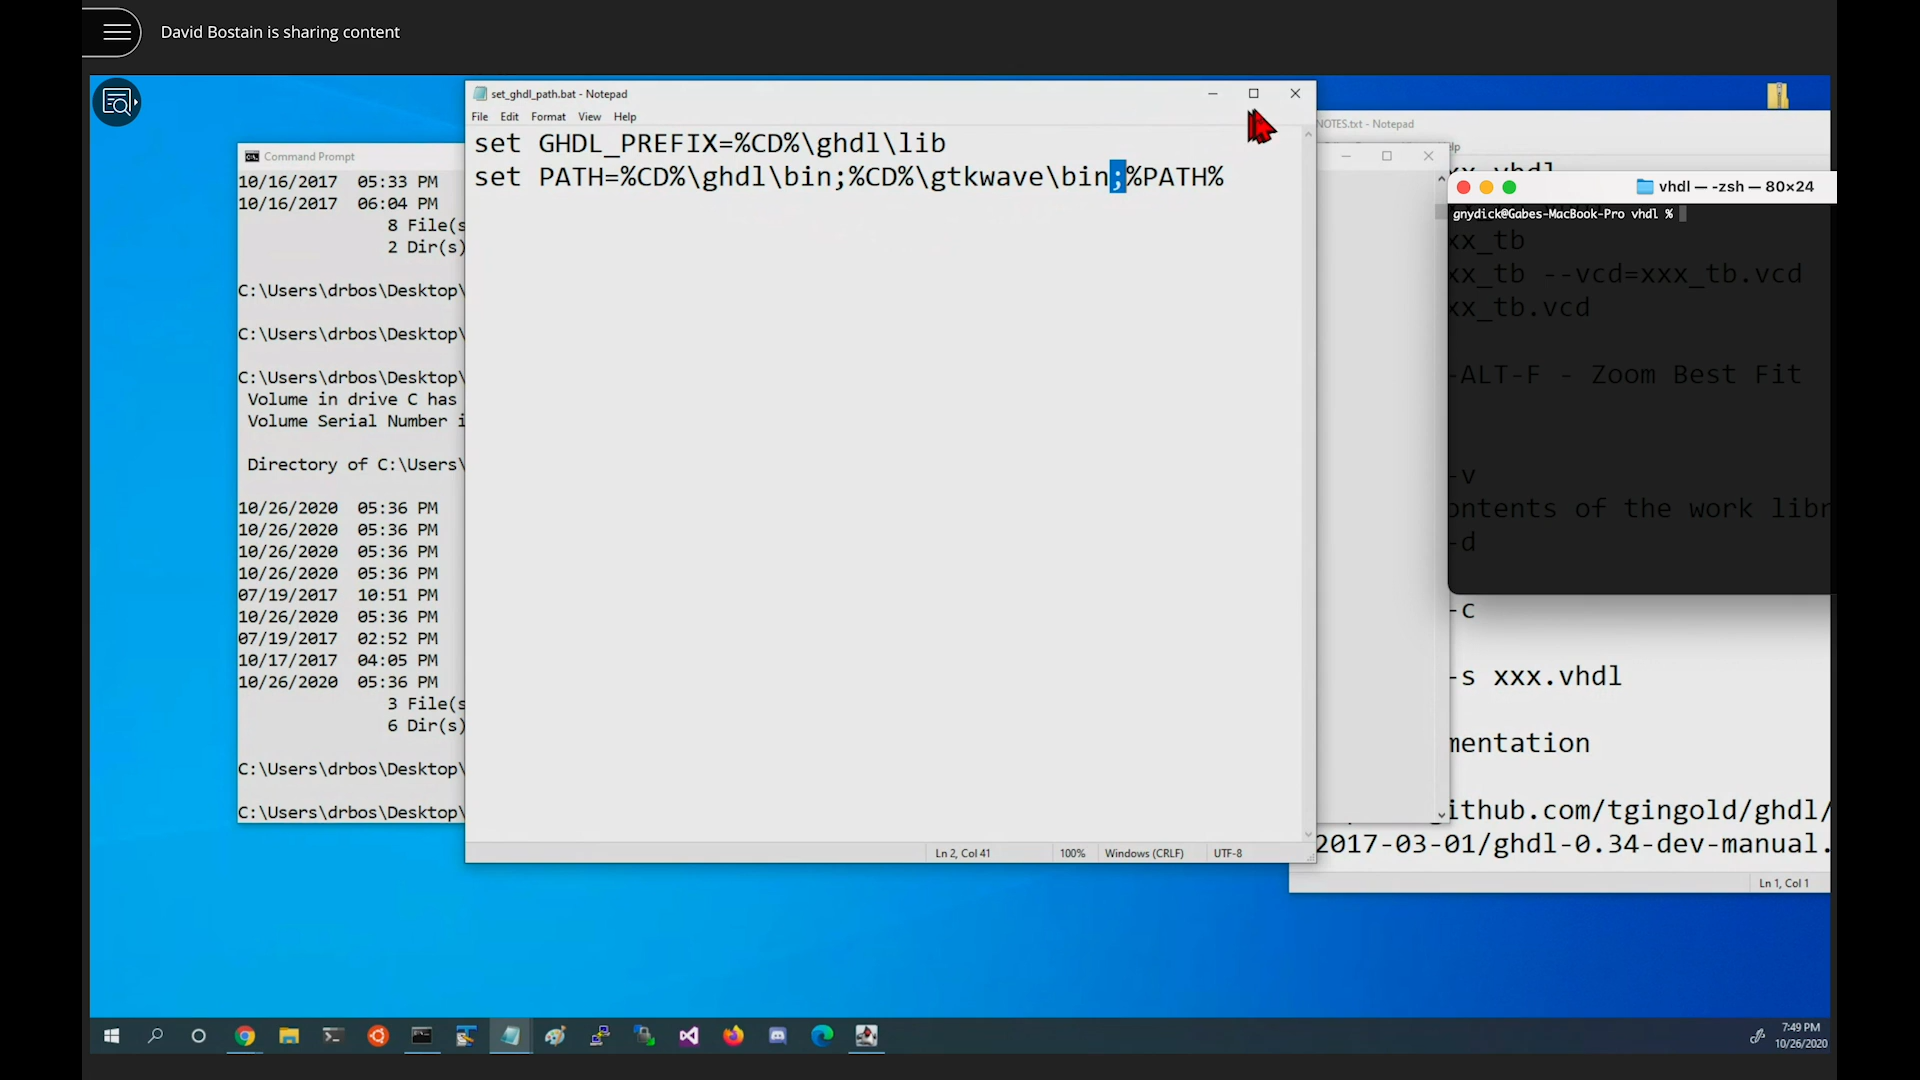 David Bostain is sharing content
set_ghdl_path.bat - Notepad
File Edit Format View Help
set GHDL_PREFIX=%CD%\ghdl\lib
set PATH=%CD%\ghdl\bin;%CD%\gtkwave\bin;%PATH%
Ln 2, Col 41 100% Windows (CRLF) UTF-8
Command Prompt
10/16/2017 05:33 PM
10/16/2017 06:04 PM
8 File(s
2 Dir(s)
C:\Users\drbos\Desktop\
C:\Users\drbos\Desktop\
C:\Users\drbos\Desktop\
Volume in drive C has
Volume Serial Number i
Directory of C:\Users\
10/26/2020 05:36 PM
10/26/2020 05:36 PM
10/26/2020 05:36 PM
10/26/2020 05:36 PM
07/19/2017 10:51 PM
10/26/2020 05:36 PM
07/19/2017 02:52 PM
10/17/2017 04:05 PM
10/26/2020 05:36 PM
3 File(s
6 Dir(s)
C:\Users\drbos\Desktop\
C:\Users\drbos\Desktop\
NOTES.txt - Notepad
vhdl — -zsh — 80×24
gnydick@Gabes-MacBook-Pro vhdl %
xx_tb
xx_tb --vcd=xxx_tb.vcd
xx_tb.vcd
-ALT-F - Zoom Best Fit
-v
ontents of the work libr
-d
-c
-s xxx.vhdl
mentation
ithub.com/tgingold/ghdl/
2017-03-01/ghdl-0.34-dev-manual.
Ln 1, Col 1
7:49 PM
10/26/2020